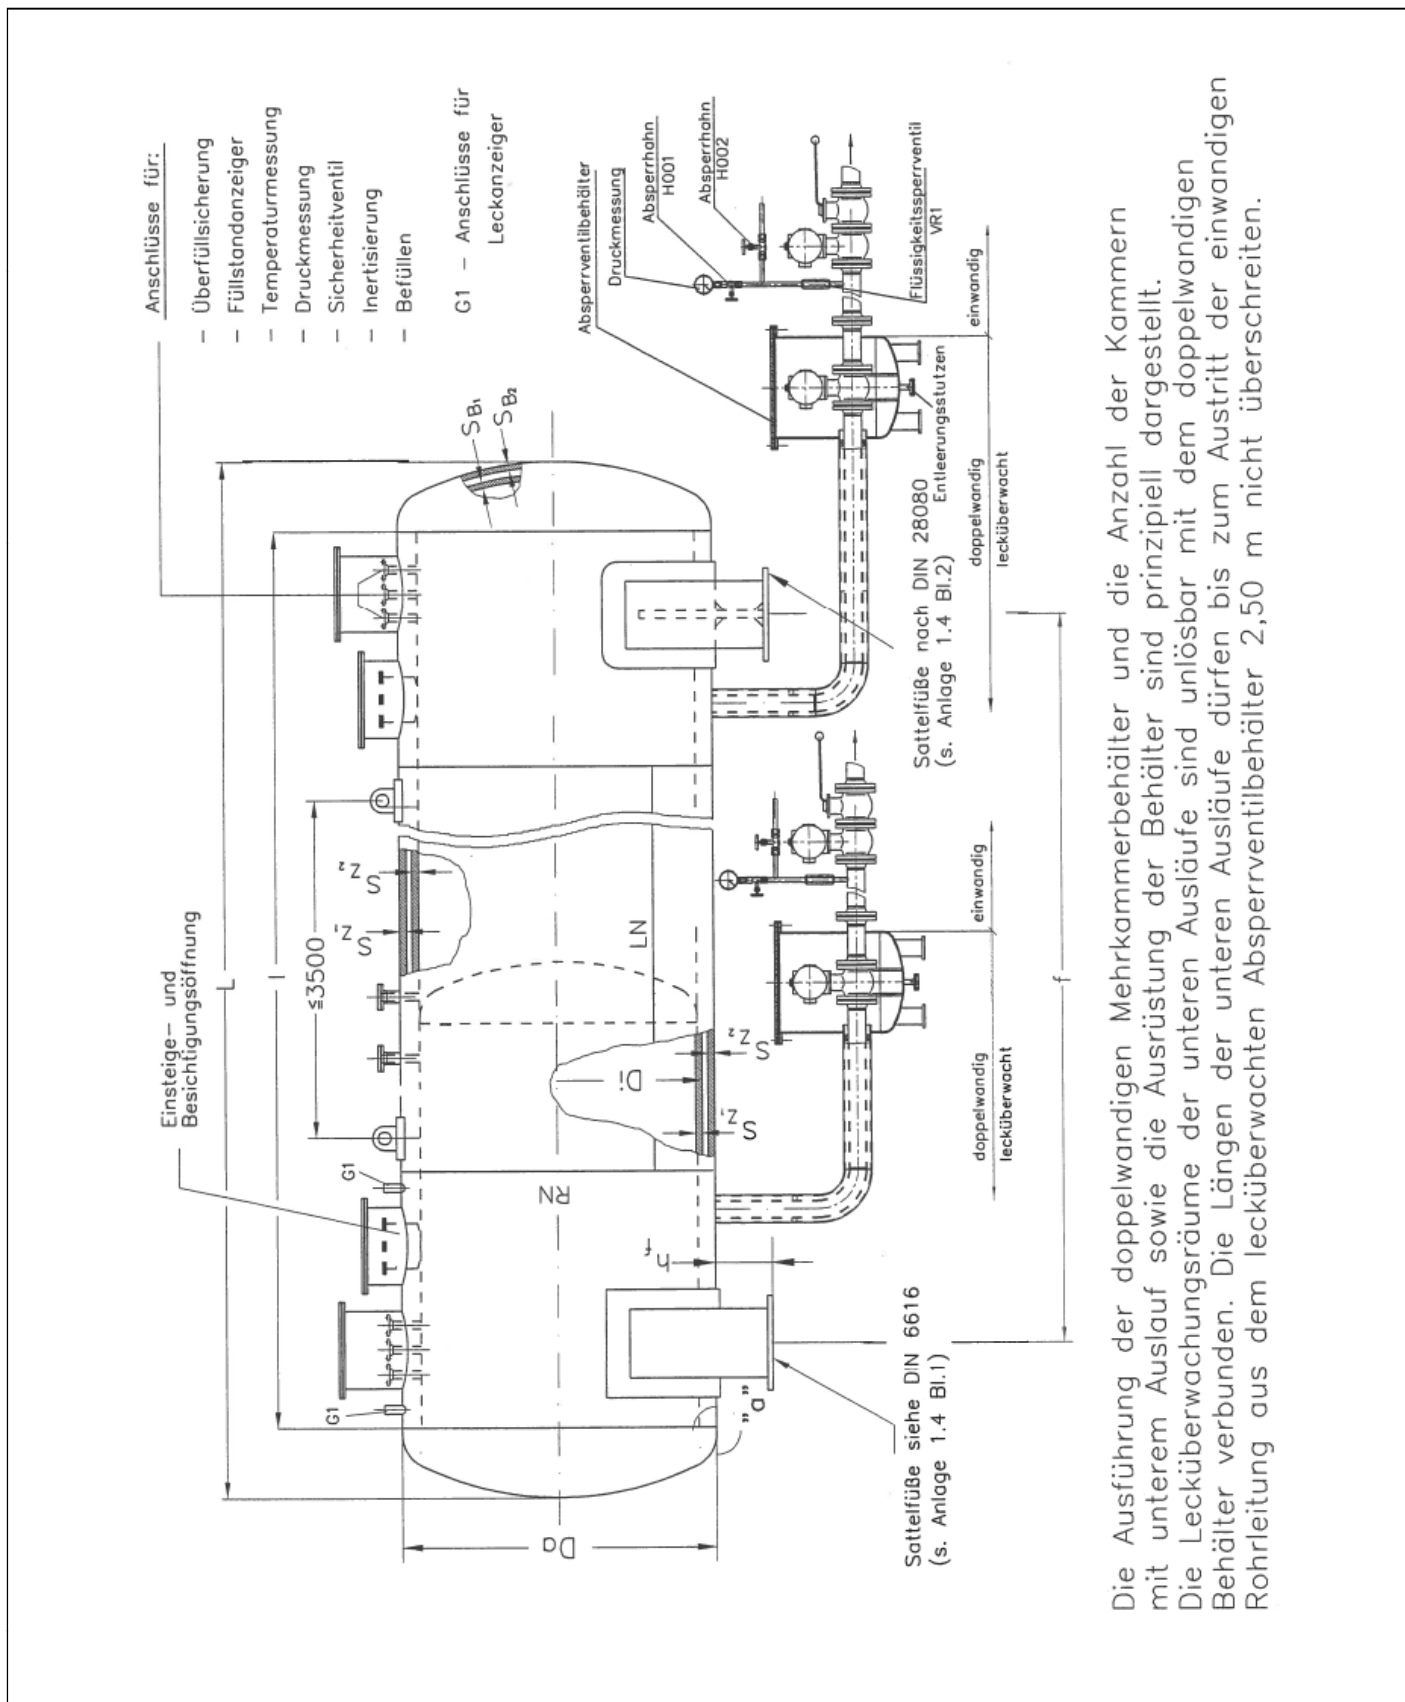 Anschlüsse für:
- Überfüllsicherung
- Füllstandanzeiger
- Temperaturmessung
- Druckmessung
- Sicherheitventil
- Inertisierung
- Befüllen
G1 - Anschlüsse für
Leckanzeiger
Einsteige- und
Besichtigungsöffnung
L
l
≤3500
G1
G1
SB1
SB2
SZ1
SZ2
SZ1
SZ2
Di
Da
RN
LN
hf
"a"
f
Sattelfüße siehe DIN 6616
(s. Anlage 1.4 Bl.1)
Sattelfüße nach DIN 28080
(s. Anlage 1.4 Bl.2)
Absperrventilbehälter
Druckmessung
Absperrhahn
H001
Absperrhahn
H002
Flüssigkeitssperrventil
VR1
Entleerungsstutzen
doppelwandig
lecküberwacht
einwandig
doppelwandig
lecküberwacht
einwandig
Die Ausführung der doppelwandigen Mehrkammerbehälter und die Anzahl der Kammern
mit unterem Auslauf sowie die Ausrüstung der Behälter sind prinzipiell dargestellt.
Die Lecküberwachungsräume der unteren Ausläufe sind unlösbar mit dem doppelwandigen
Behälter verbunden. Die Längen der unteren Ausläufe dürfen bis zum Austritt der einwandigen
Rohrleitung aus dem lecküberwachten Absperrventilbehälter 2,50 m nicht überschreiten.